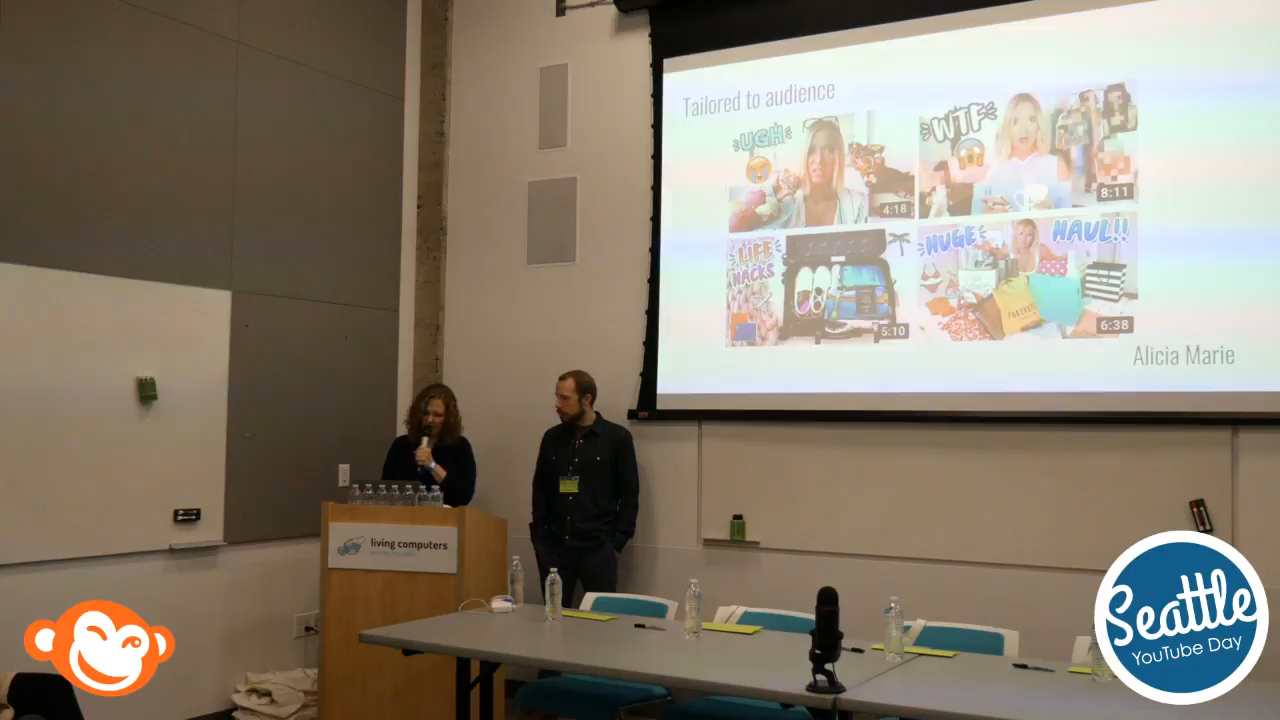 Tailored to audience
UGH
4:18
WTF
8:11
LIFE
HACKS
5:10
HUGE HAUL!!
6:38
Alicia Marie
living computers
Seattle
YouTube Day